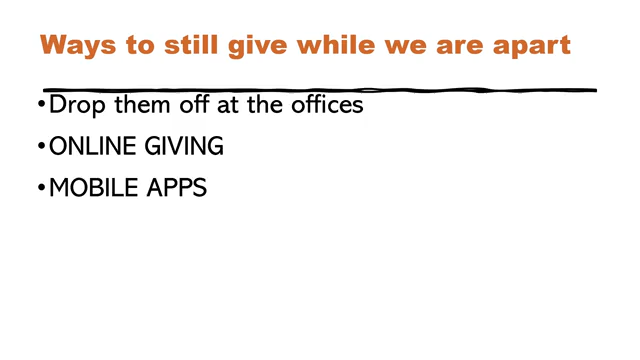 Ways to still give while we are apart
•Drop them off at the offices
•ONLINE GIVING
•MOBILE APPS